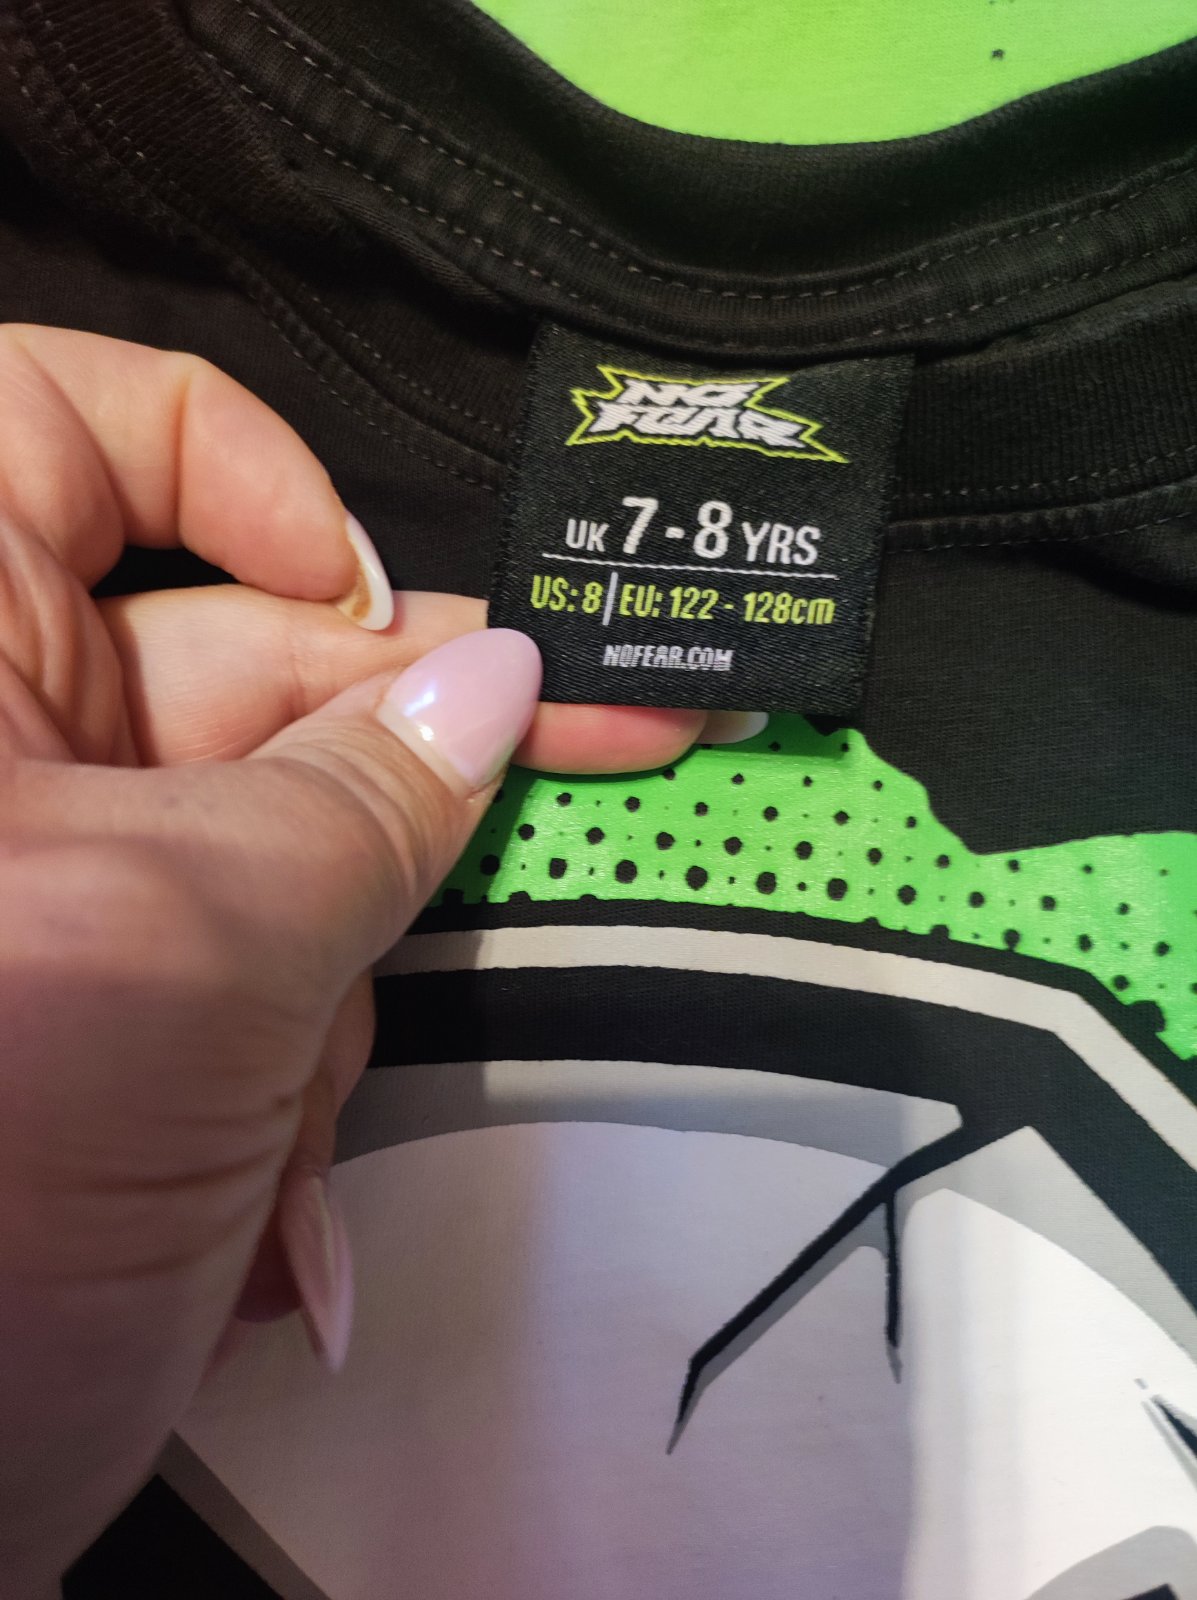 NO
FEAR
UK 7 - 8 YRS
US: 8 | EU: 122 - 128cm
NOFEAR.COM